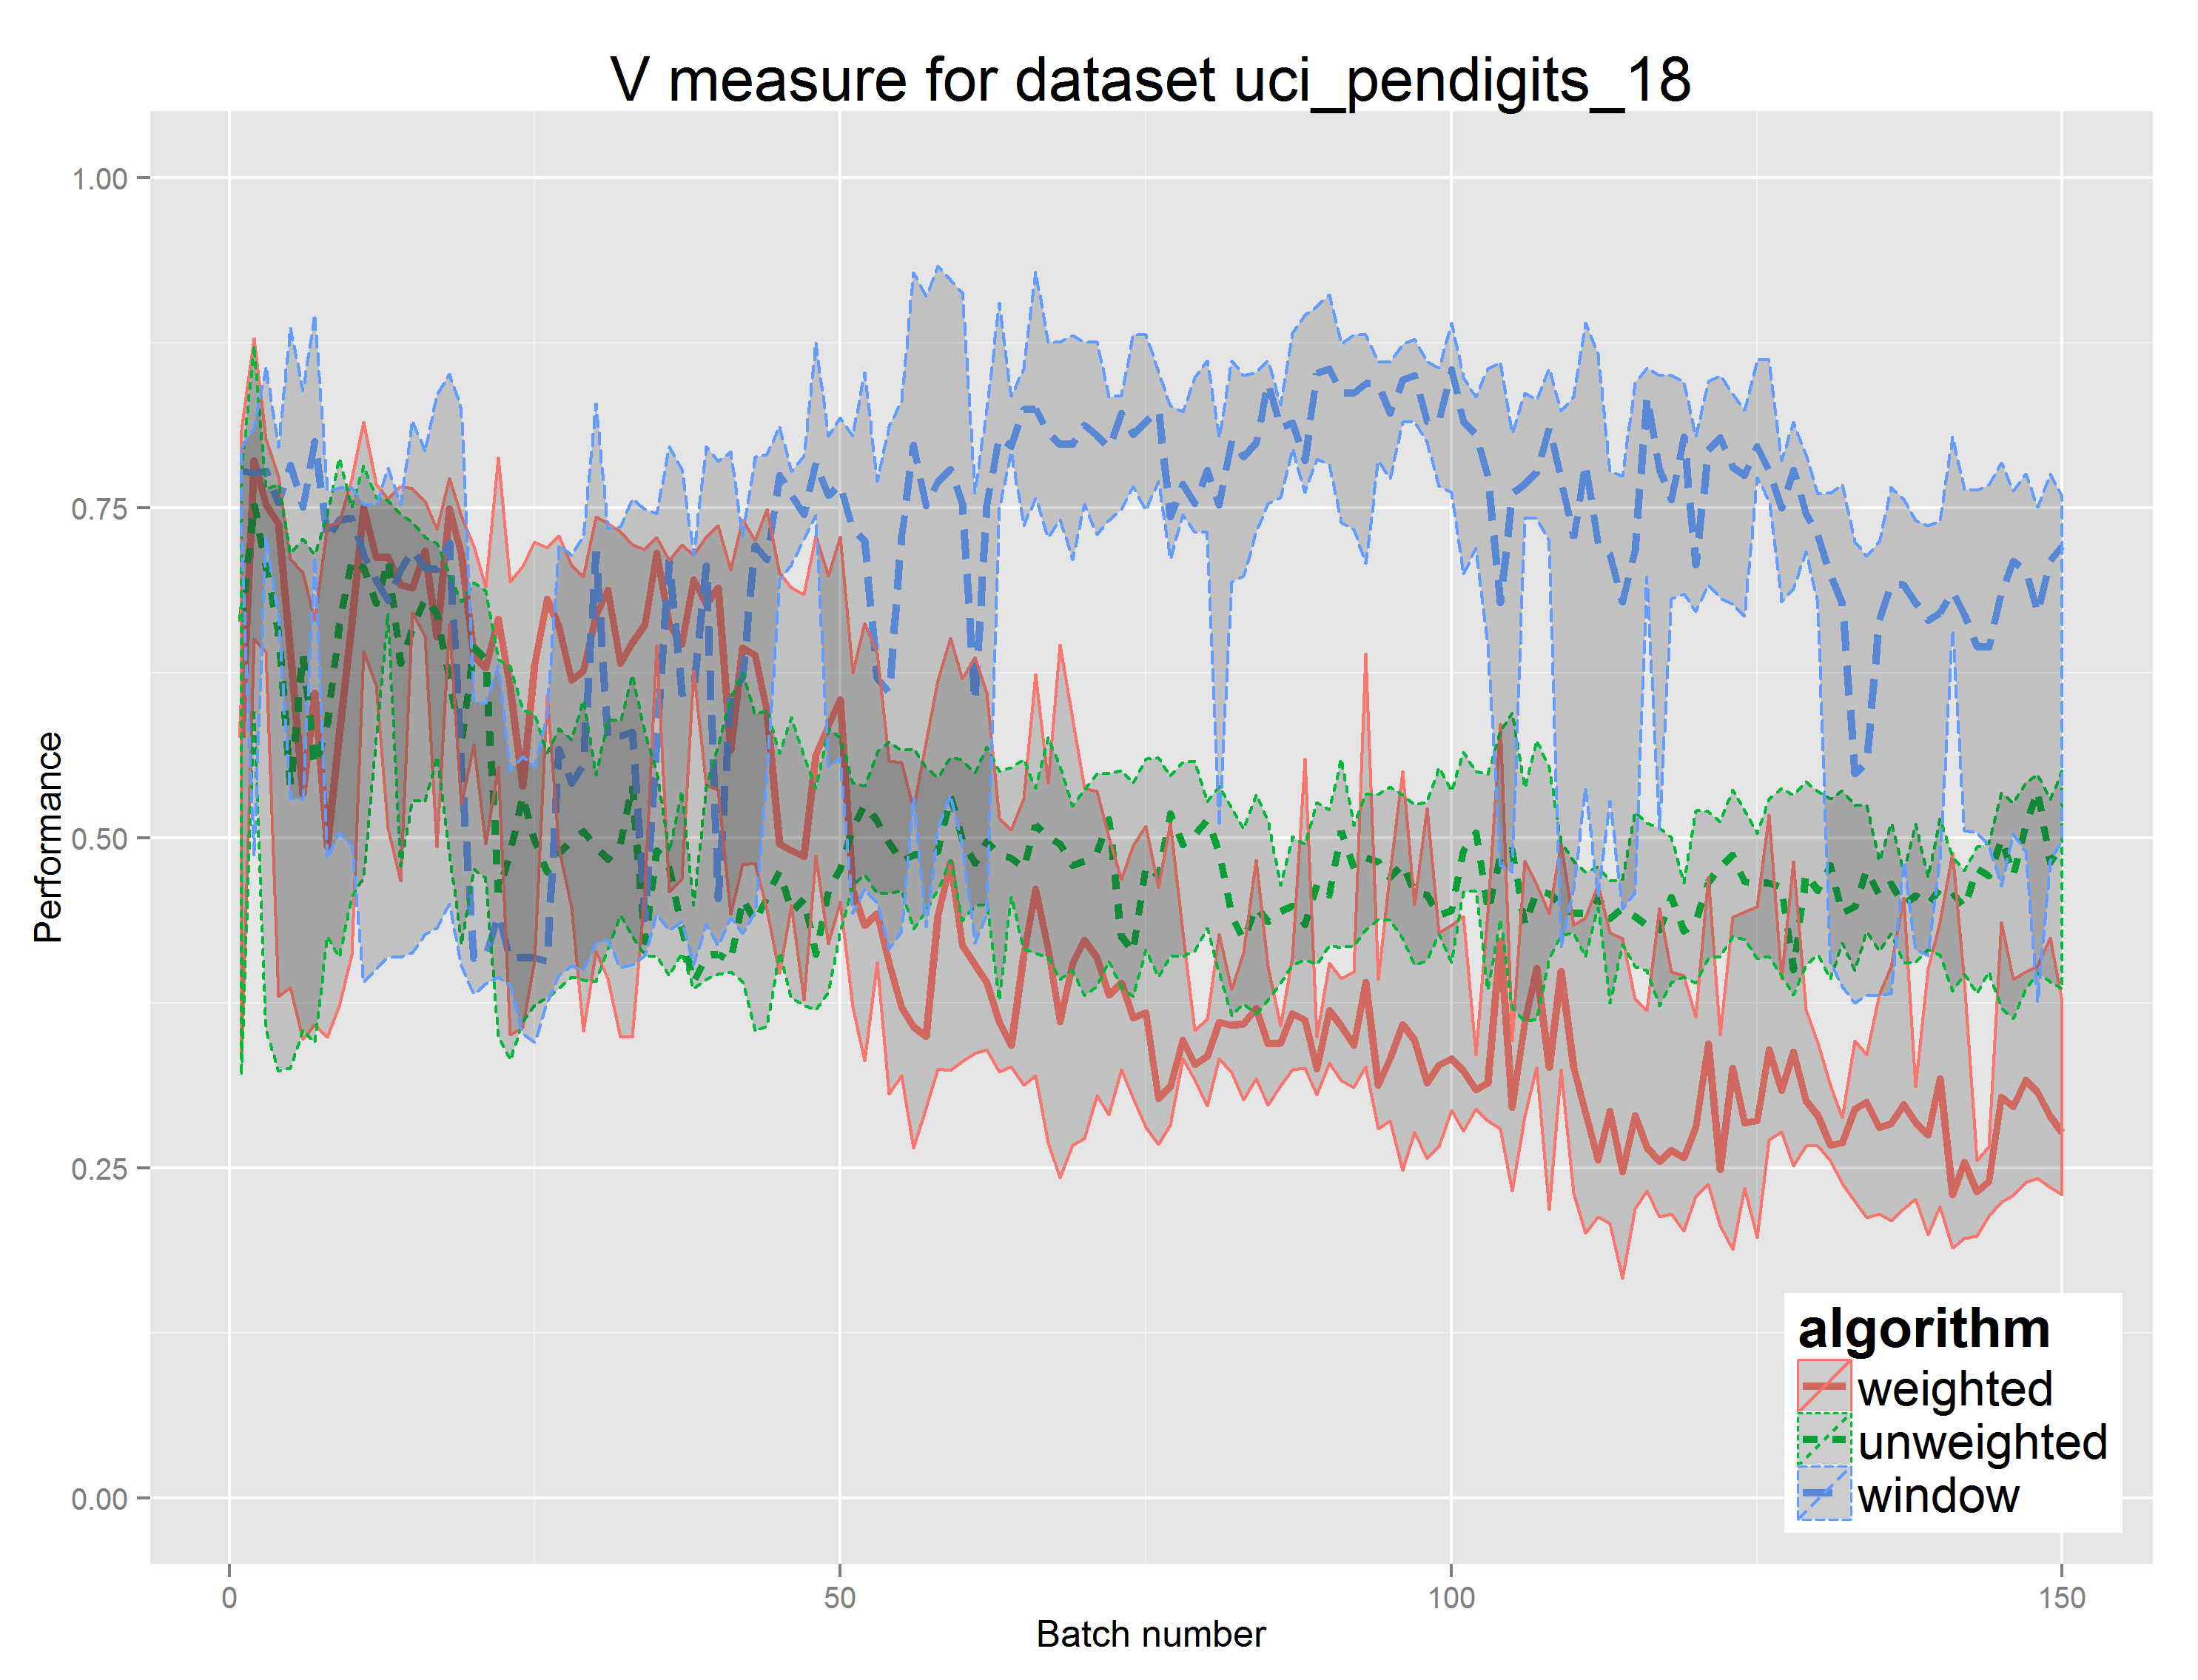 V measure for dataset uci_pendigits_18
Performance
1.00
0.75
0.50
0.25
0.00
0
50
100
150
Batch number
algorithm
weighted
unweighted
window